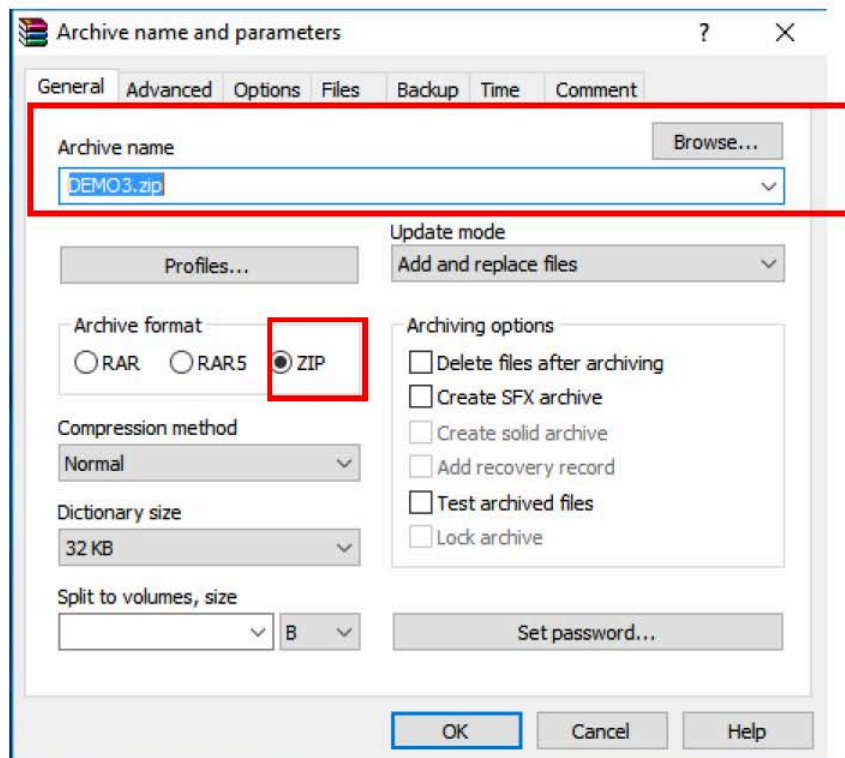 Archive name and parameters
?
General Advanced Options Files Backup Time Comment
Archive name
Browse...
DEMO3.zip
Update mode
Profiles...
Add and replace files
Archive format
RAR RAR5 ZIP
Archiving options
Delete files after archiving
Create SFX archive
Create solid archive
Add recovery record
Test archived files
Lock archive
Compression method
Normal
Dictionary size
32 KB
Split to volumes, size
B
Set password...
OK Cancel Help